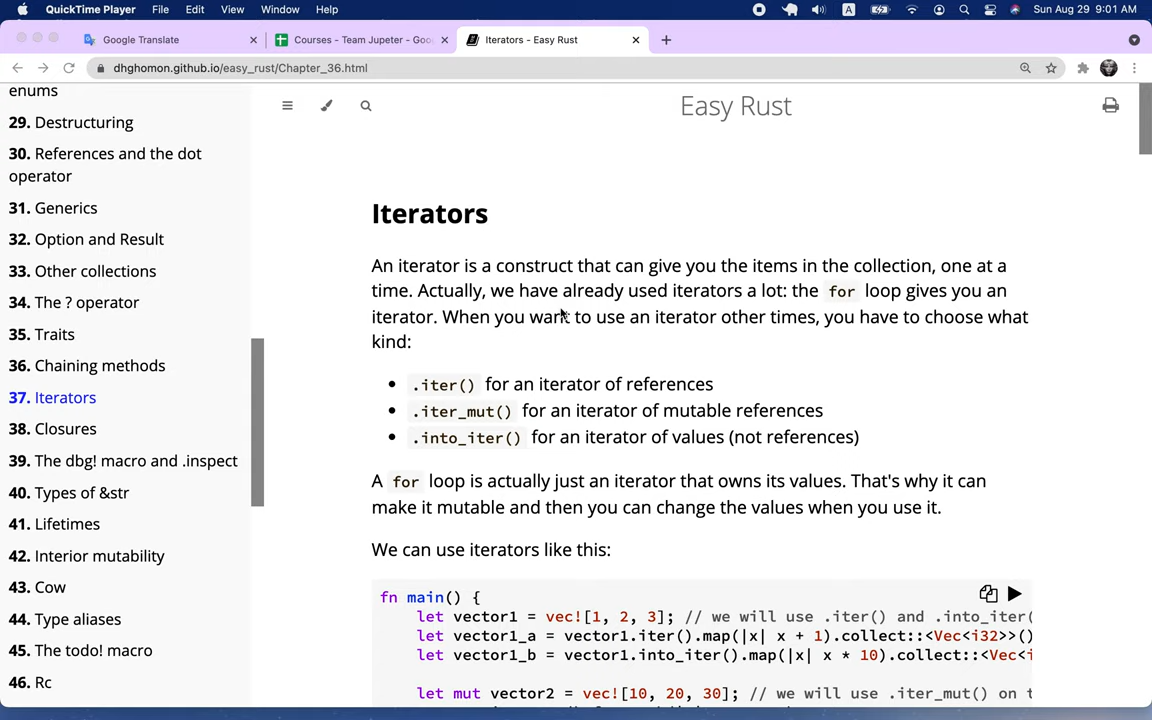 QuickTime Player File Edit View Window Help A Sun Aug 29 9:01 AM
Google Translate Courses - Team Jupeter - Goo Iterators - Easy Rust
dhghomon.github.io/easy_rust/Chapter_36.html
enums
29. Destructuring
30. References and the dot
operator
31. Generics
32. Option and Result
33. Other collections
34. The ? operator
35. Traits
36. Chaining methods
37. Iterators
38. Closures
39. The dbg! macro and .inspect
40. Types of &str
41. Lifetimes
42. Interior mutability
43. Cow
44. Type aliases
45. The todo! macro
46. Rc
Easy Rust
Iterators
An iterator is a construct that can give you the items in the collection, one at a
time. Actually, we have already used iterators a lot: the for loop gives you an
iterator. When you want to use an iterator other times, you have to choose what
kind:
.iter() for an iterator of references
.iter_mut() for an iterator of mutable references
.into_iter() for an iterator of values (not references)
A for loop is actually just an iterator that owns its values. That's why it can
make it mutable and then you can change the values when you use it.
We can use iterators like this:
fn main() {
let vector1 = vec![1, 2, 3]; // we will use .iter() and .into_iter(
let vector1_a = vector1.iter().map(|x| x + 1).collect::<Vec<i32>>()
let vector1_b = vector1.into_iter().map(|x| x * 10).collect::<Vec<i
let mut vector2 = vec![10, 20, 30]; // we will use .iter_mut() on t